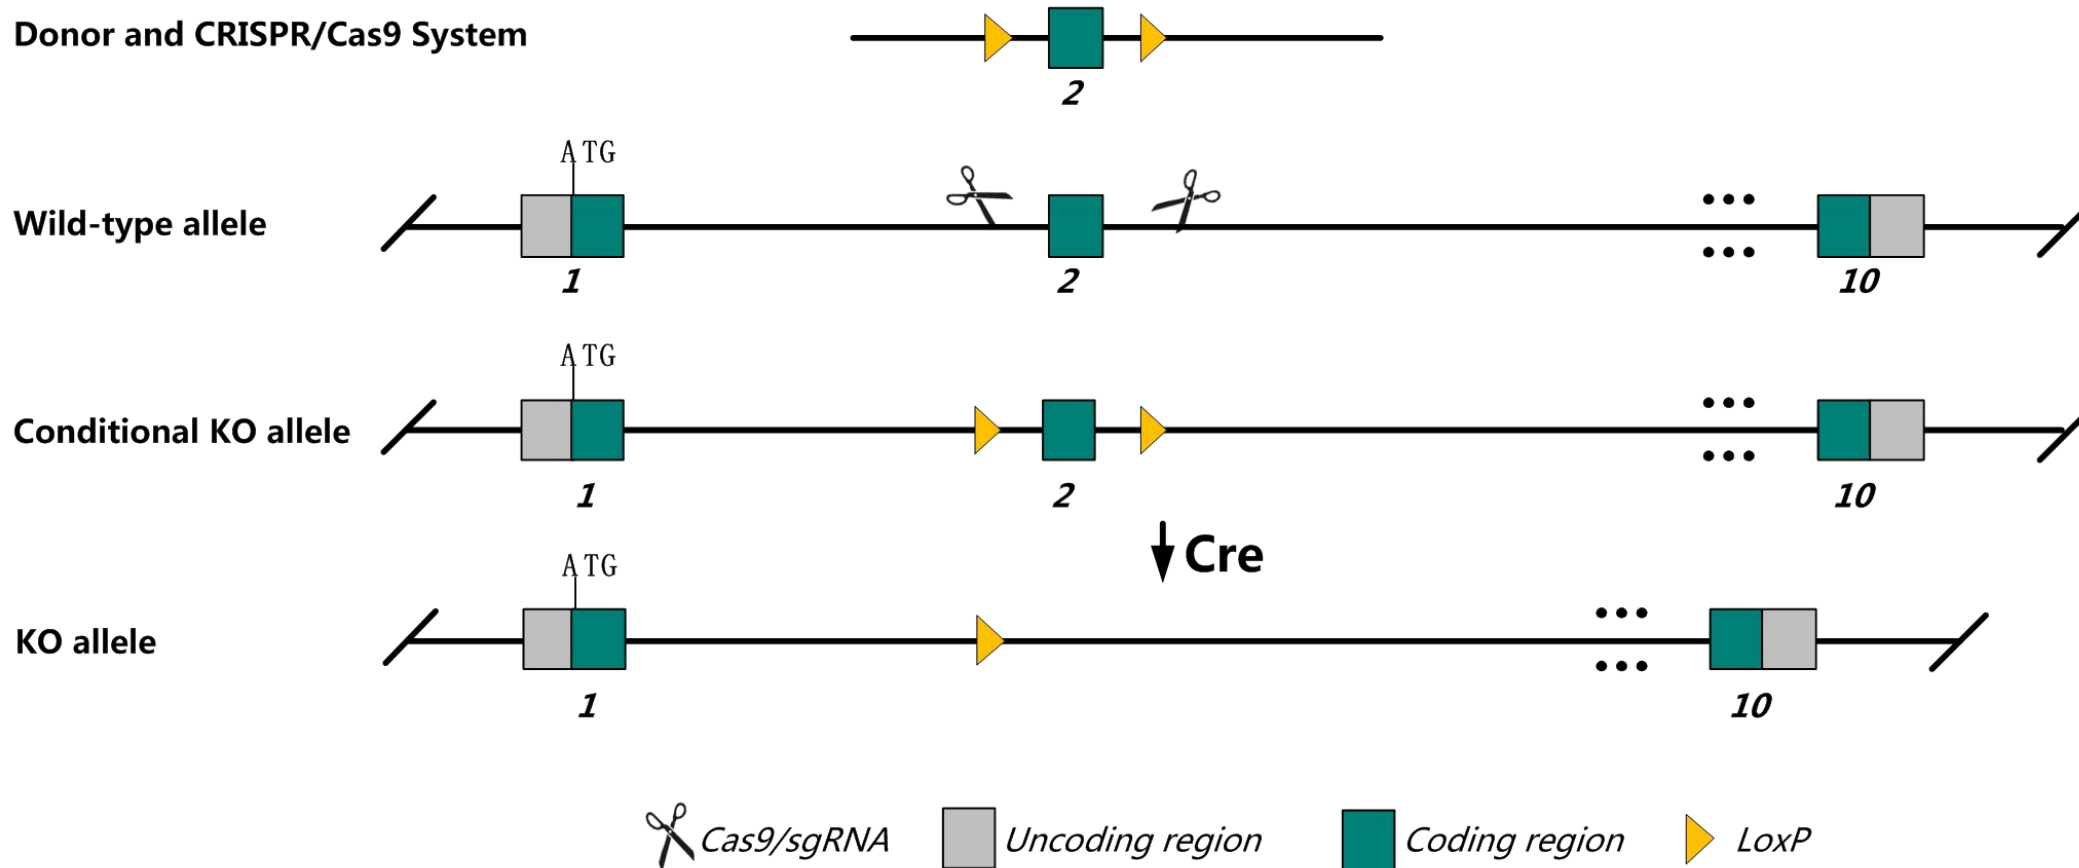 Donor and CRISPR/Cas9 System
2
ATG
Wild-type allele
1
2
10
ATG
Conditional KO allele
1
2
10
Cre
ATG
KO allele
1
10
Cas9/sgRNA
Uncoding region
Coding region
LoxP